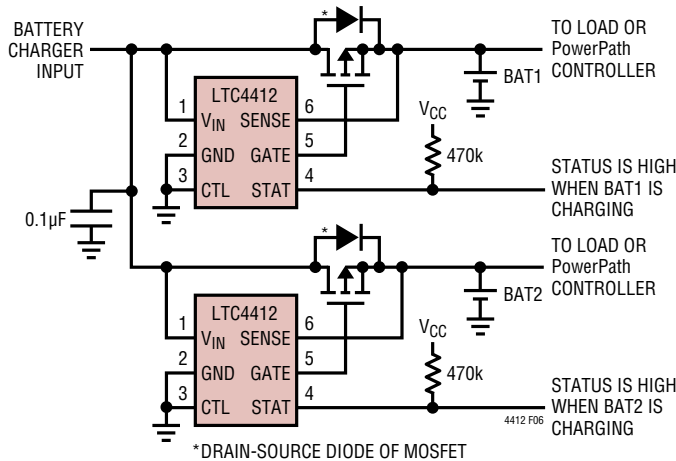 *
BATTERY
CHARGER
INPUT
TO LOAD OR
PowerPath
CONTROLLER
BAT1
LTC4412
1
VIN SENSE
6
2
GND GATE
5
3
CTL STAT
4
VCC
470k
STATUS IS HIGH
WHEN BAT1 IS
CHARGING
0.1µF
*
TO LOAD OR
PowerPath
CONTROLLER
BAT2
LTC4412
1
VIN SENSE
6
2
GND GATE
5
3
CTL STAT
4
VCC
470k
STATUS IS HIGH
WHEN BAT2 IS
CHARGING
4412 F06
*DRAIN-SOURCE DIODE OF MOSFET